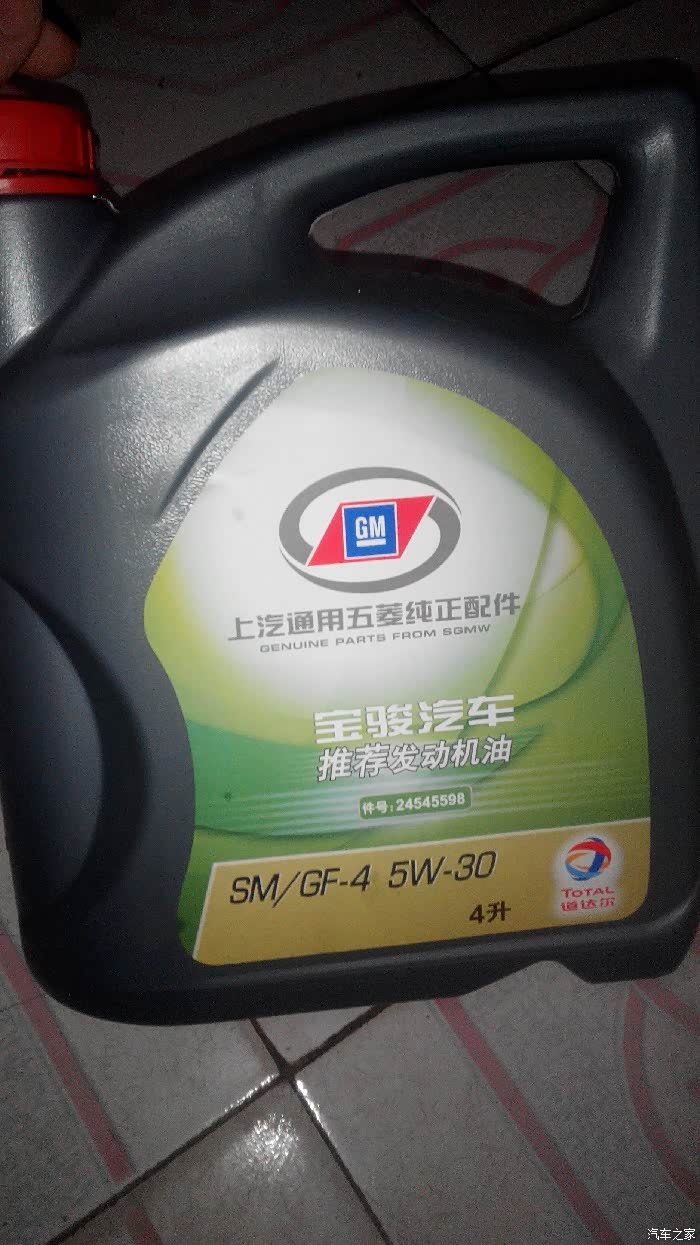 GM
上汽通用五菱纯正配件
GENUINE PARTS FROM SGMW
宝骏汽车
推荐发动机油
件号:24545598
SM/GF-4 5W-30
4升
TOTAL
道达尔
汽车之家